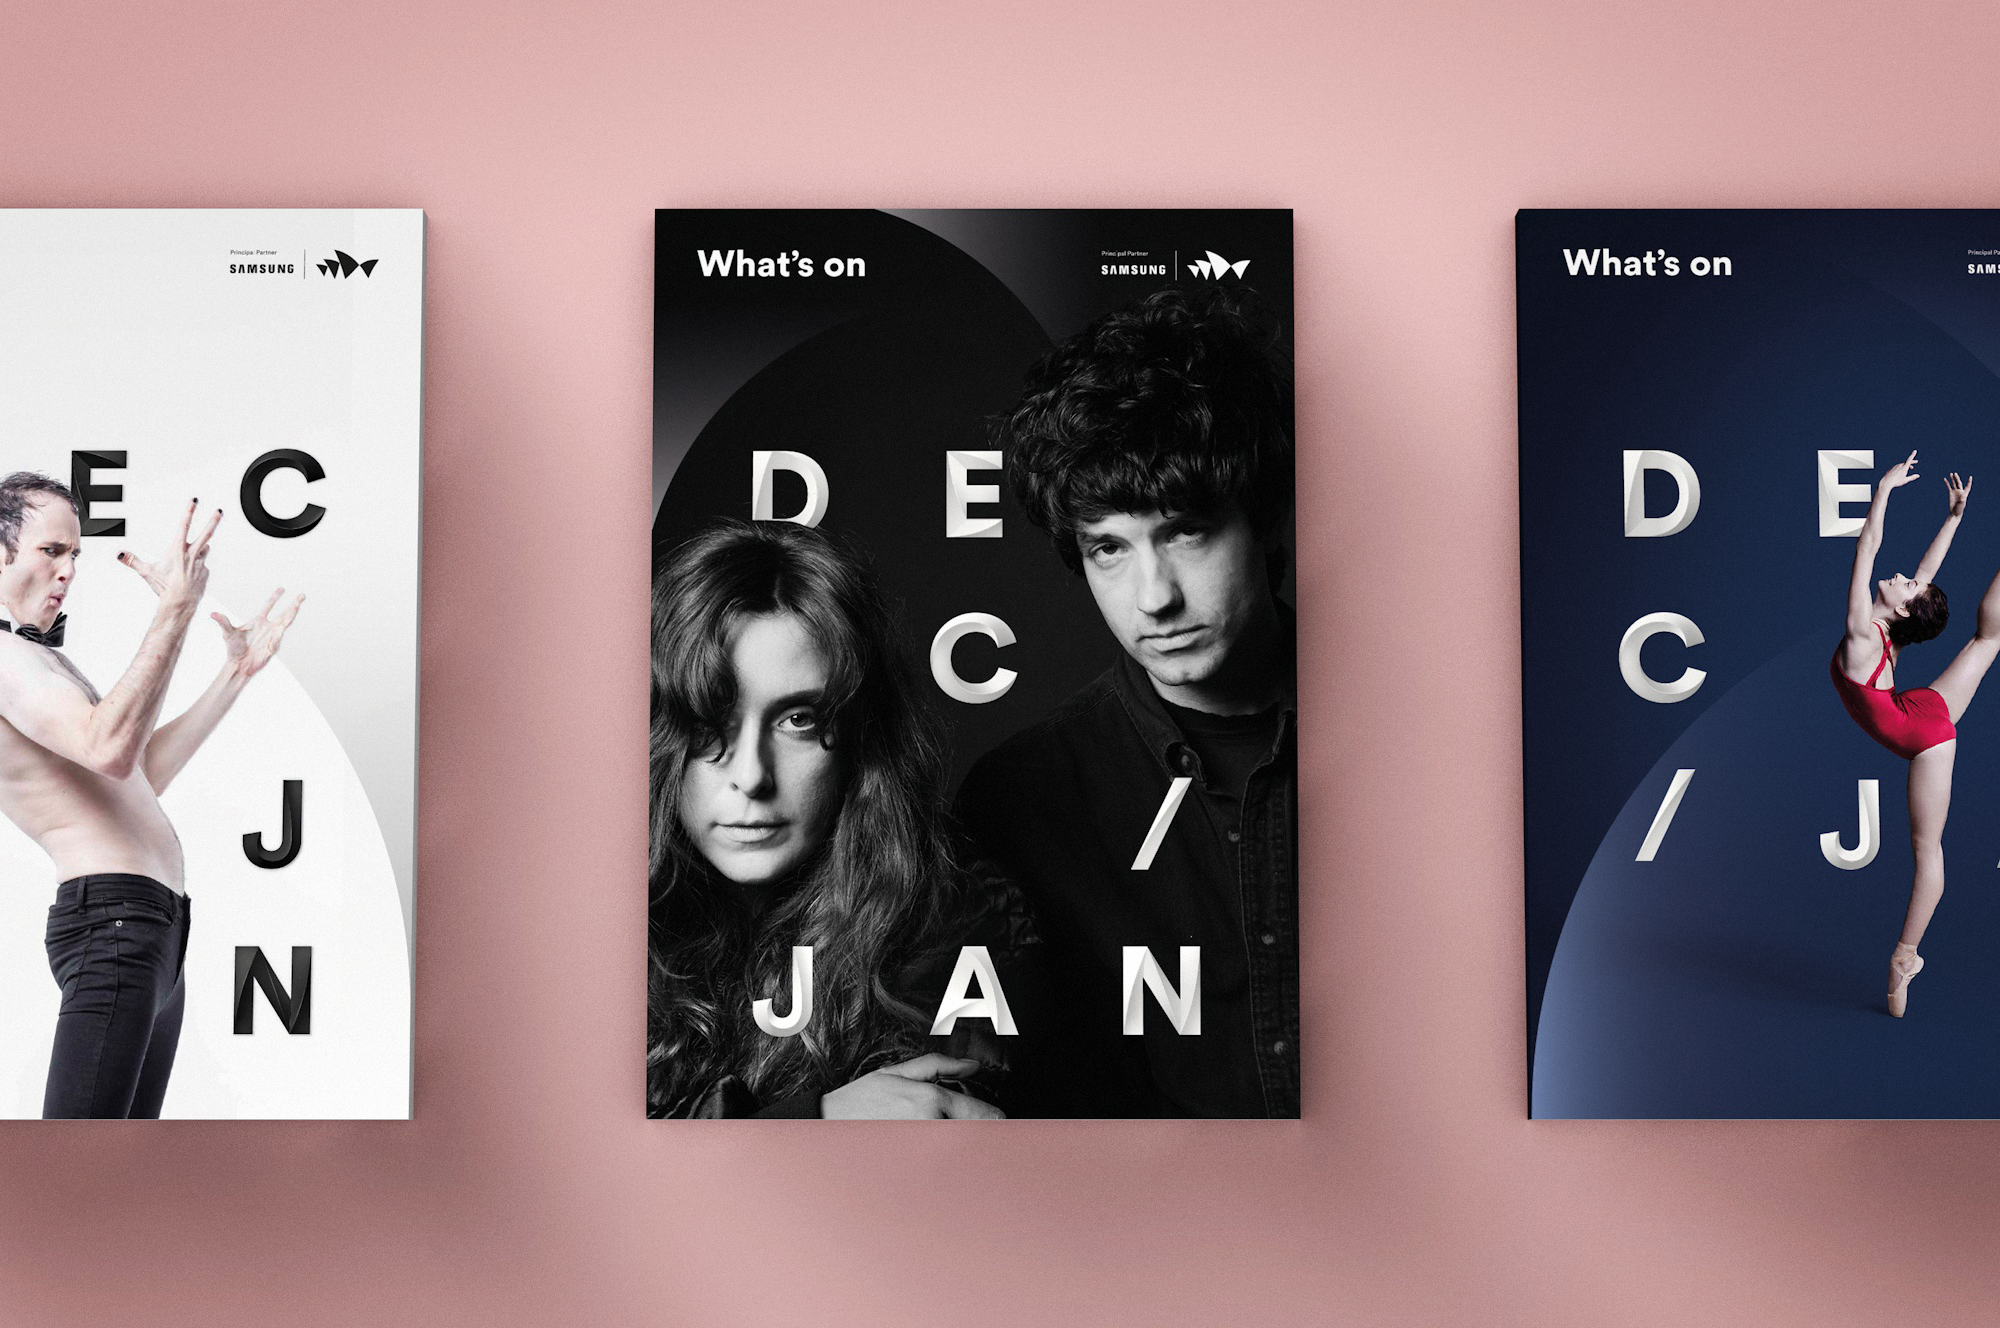 Principal Partner
SAMSUNG
E C
J
N
What's on
Principal Partner
SAMSUNG
D E
C
/
J A N
What's on
D E
C
/ J